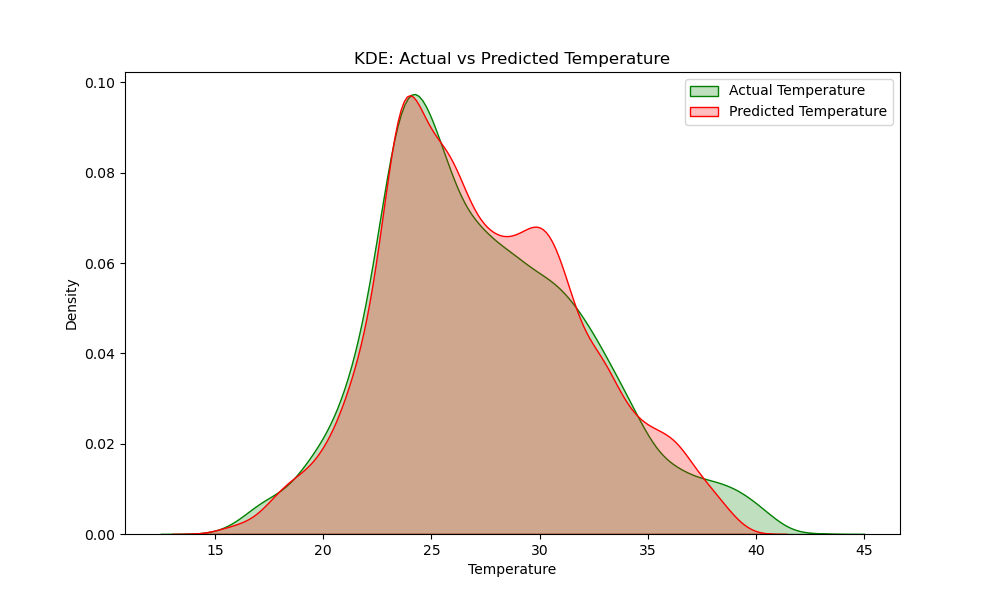 KDE: Actual vs Predicted Temperature
Actual Temperature
Predicted Temperature
Density
0.10
0.08
0.06
0.04
0.02
0.00
15 20 25 30 35 40 45
Temperature